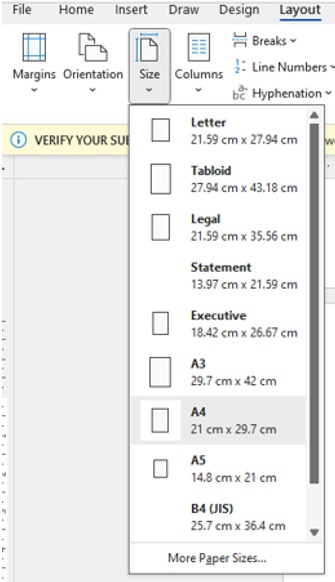 File Home Insert Draw Design Layout
Margins Orientation Size Columns
Breaks
Line Numbers
Hyphenation
VERIFY YOUR
Letter
21.59 cm x 27.94 cm
Tabloid
27.94 cm x 43.18 cm
Legal
21.59 cm x 35.56 cm
Statement
13.97 cm x 21.59 cm
Executive
18.42 cm x 26.67 cm
A3
29.7 cm x 42 cm
A4
21 cm x 29.7 cm
A5
14.8 cm x 21 cm
B4 (JIS)
25.7 cm x 36.4 cm
More Paper Sizes...